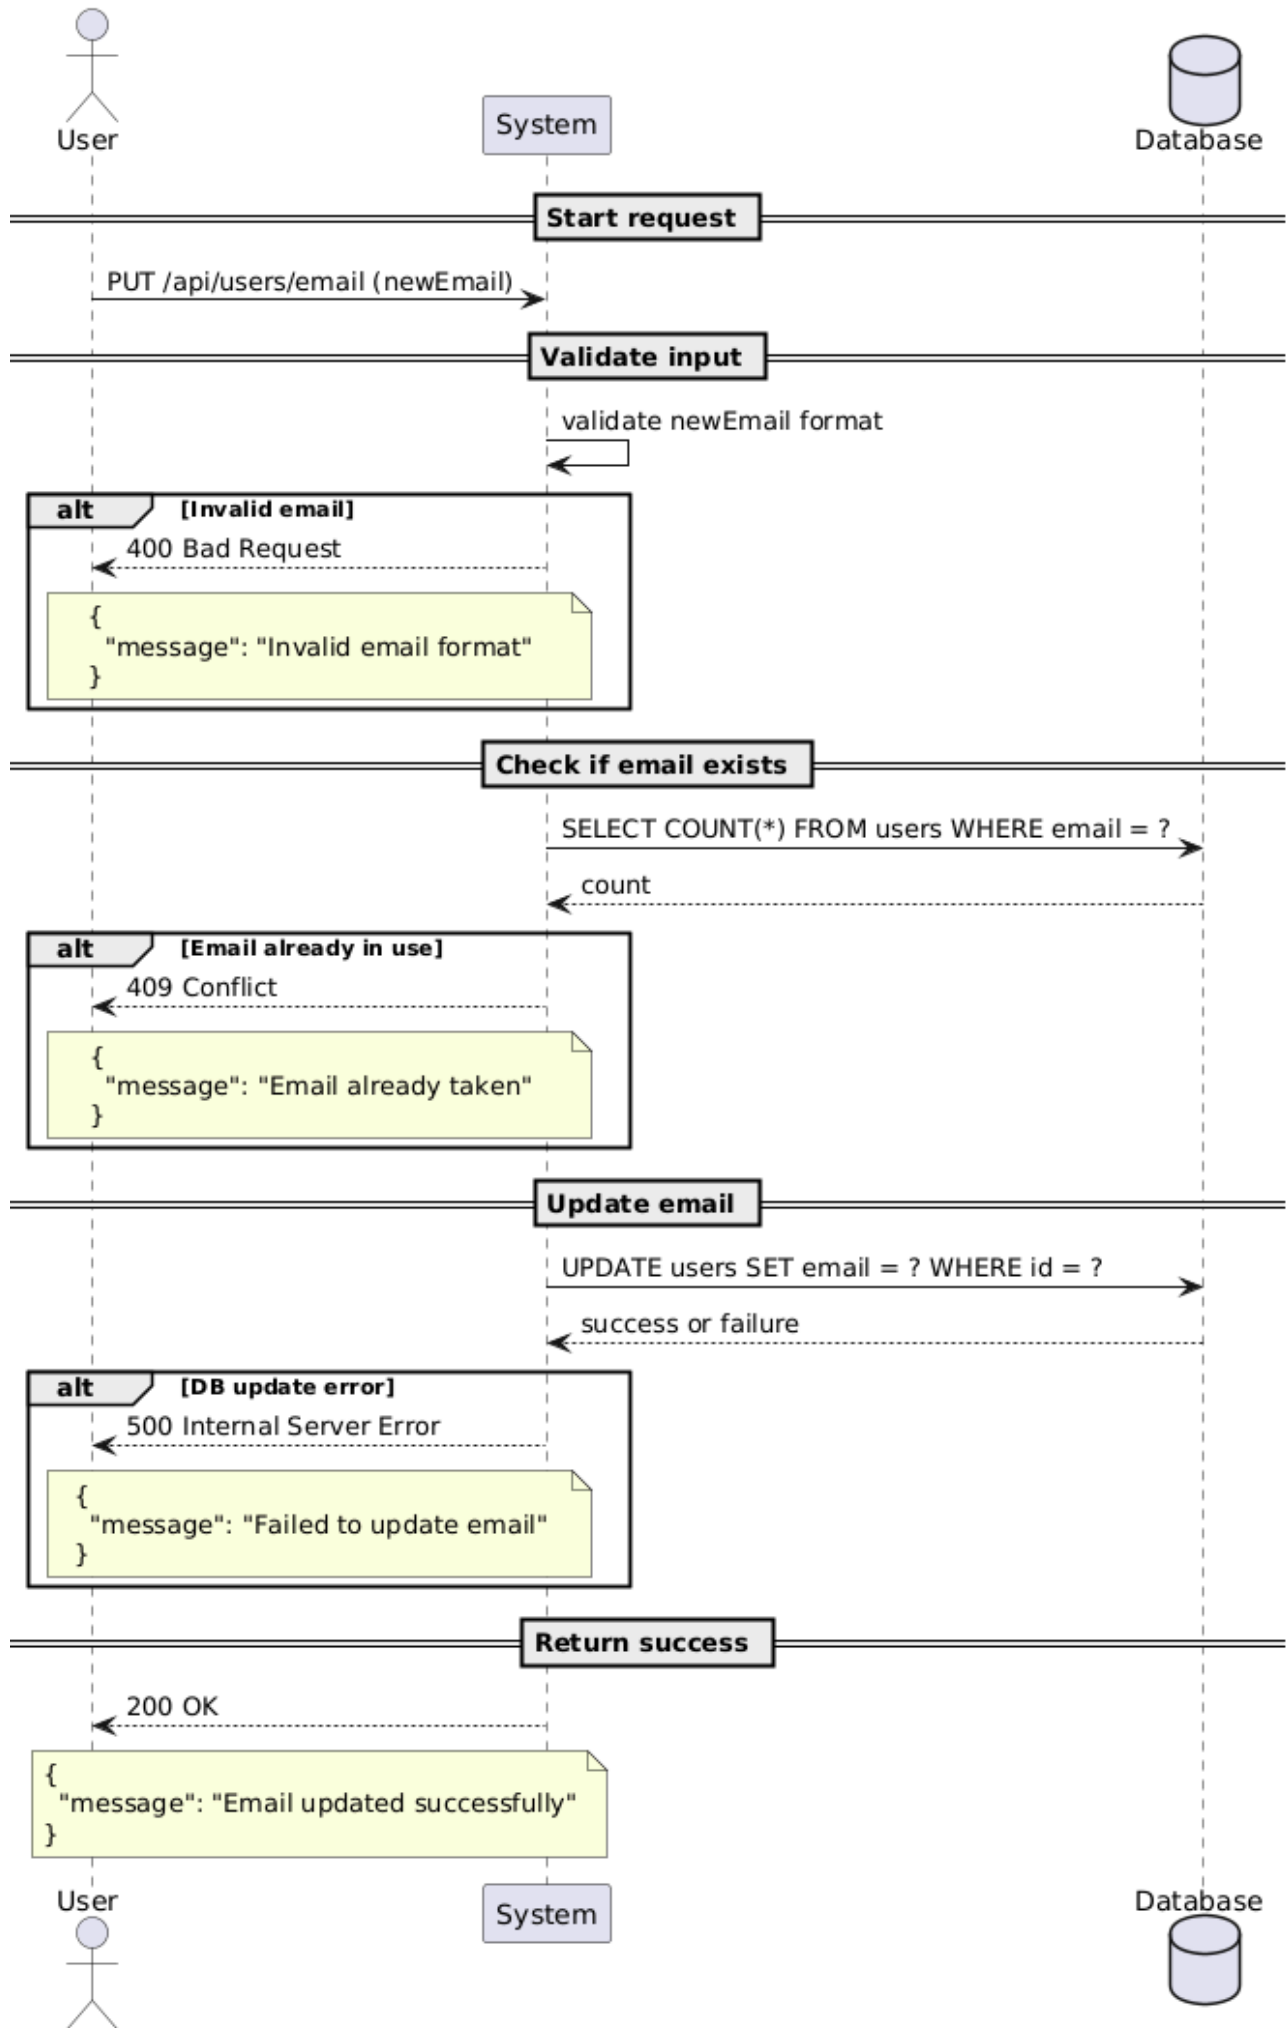 User
System
Database
Start request
PUT /api/users/email (newEmail)
Validate input
validate newEmail format
alt [Invalid email]
400 Bad Request
{
"message": "Invalid email format"
}
Check if email exists
SELECT COUNT(*) FROM users WHERE email = ?
count
alt [Email already in use]
409 Conflict
{
"message": "Email already taken"
}
Update email
UPDATE users SET email = ? WHERE id = ?
success or failure
alt [DB update error]
500 Internal Server Error
{
"message": "Failed to update email"
}
Return success
200 OK
{
"message": "Email updated successfully"
}
User
System
Database